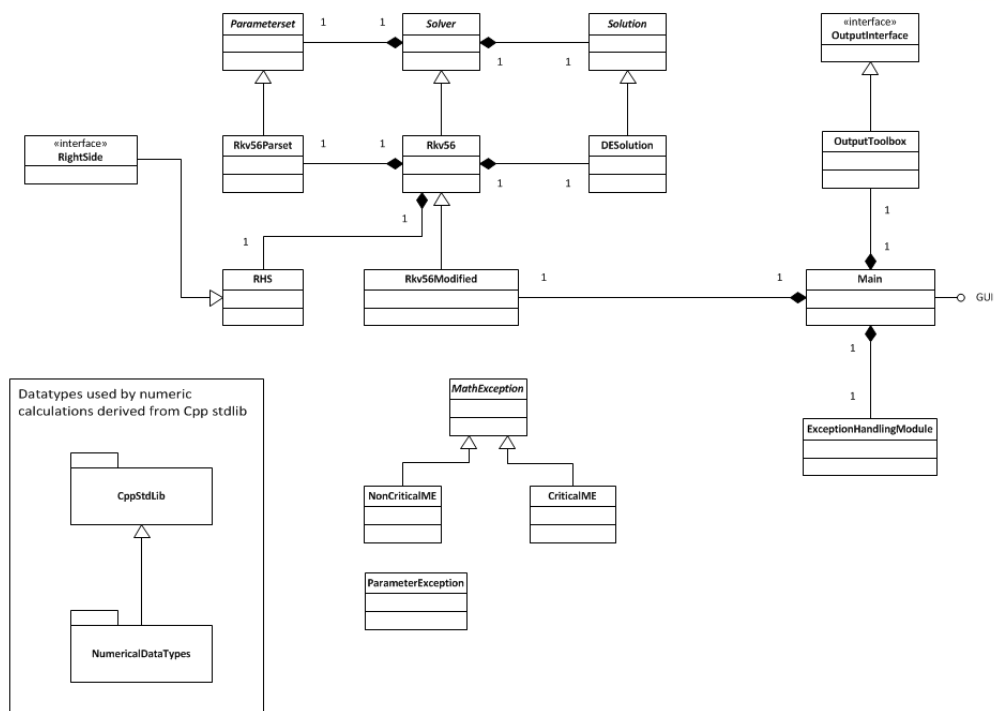 Parameterset
1
1
Solver
1
1
Solution
«interface»
OutputInterface
«interface»
RightSide
Rkv56Parset
1
1
Rkv56
1
1
DESolution
OutputToolbox
1
1
1
1
RHS
Rkv56Modified
1
1
Main
GUI
1
1
ExceptionHandlingModule
Datatypes used by numeric
calculations derived from Cpp stdlib
CppStdLib
NumericalDataTypes
MathException
NonCriticalME
CriticalME
ParameterException